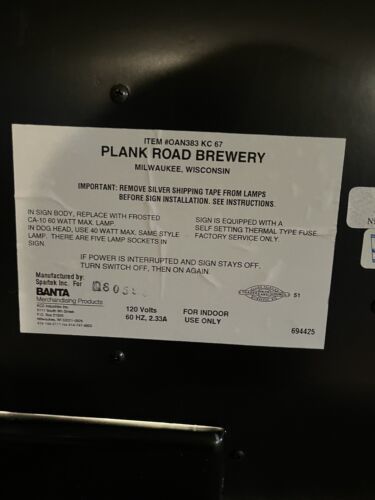 ITEM #OAN383 KC 67
PLANK ROAD BREWERY
MILWAUKEE, WISCONSIN
IMPORTANT: REMOVE SILVER SHIPPING TAPE FROM LAMPS
BEFORE SIGN INSTALLATION. SEE INSTRUCTIONS.
IN SIGN BODY, REPLACE WITH FROSTED
CA-10 60 WATT MAX. LAMP
IN DOG HEAD, USE 40 WATT MAX. SAME STYLE
LAMP. THERE ARE FIVE LAMP SOCKETS IN
SIGN.
SIGN IS EQUIPPED WITH A
SELF SETTING THERMAL TYPE FUSE.
FACTORY SERVICE ONLY.
IF POWER IS INTERRUPTED AND SIGN STAYS OFF.
TURN SWITCH OFF, THEN ON AGAIN.
Manufactured by:
Spartek Inc. For
BANTA
Merchandising Products
120 VOLTS
60 HZ, 2.33A
FOR INDOOR
USE ONLY
51
694425